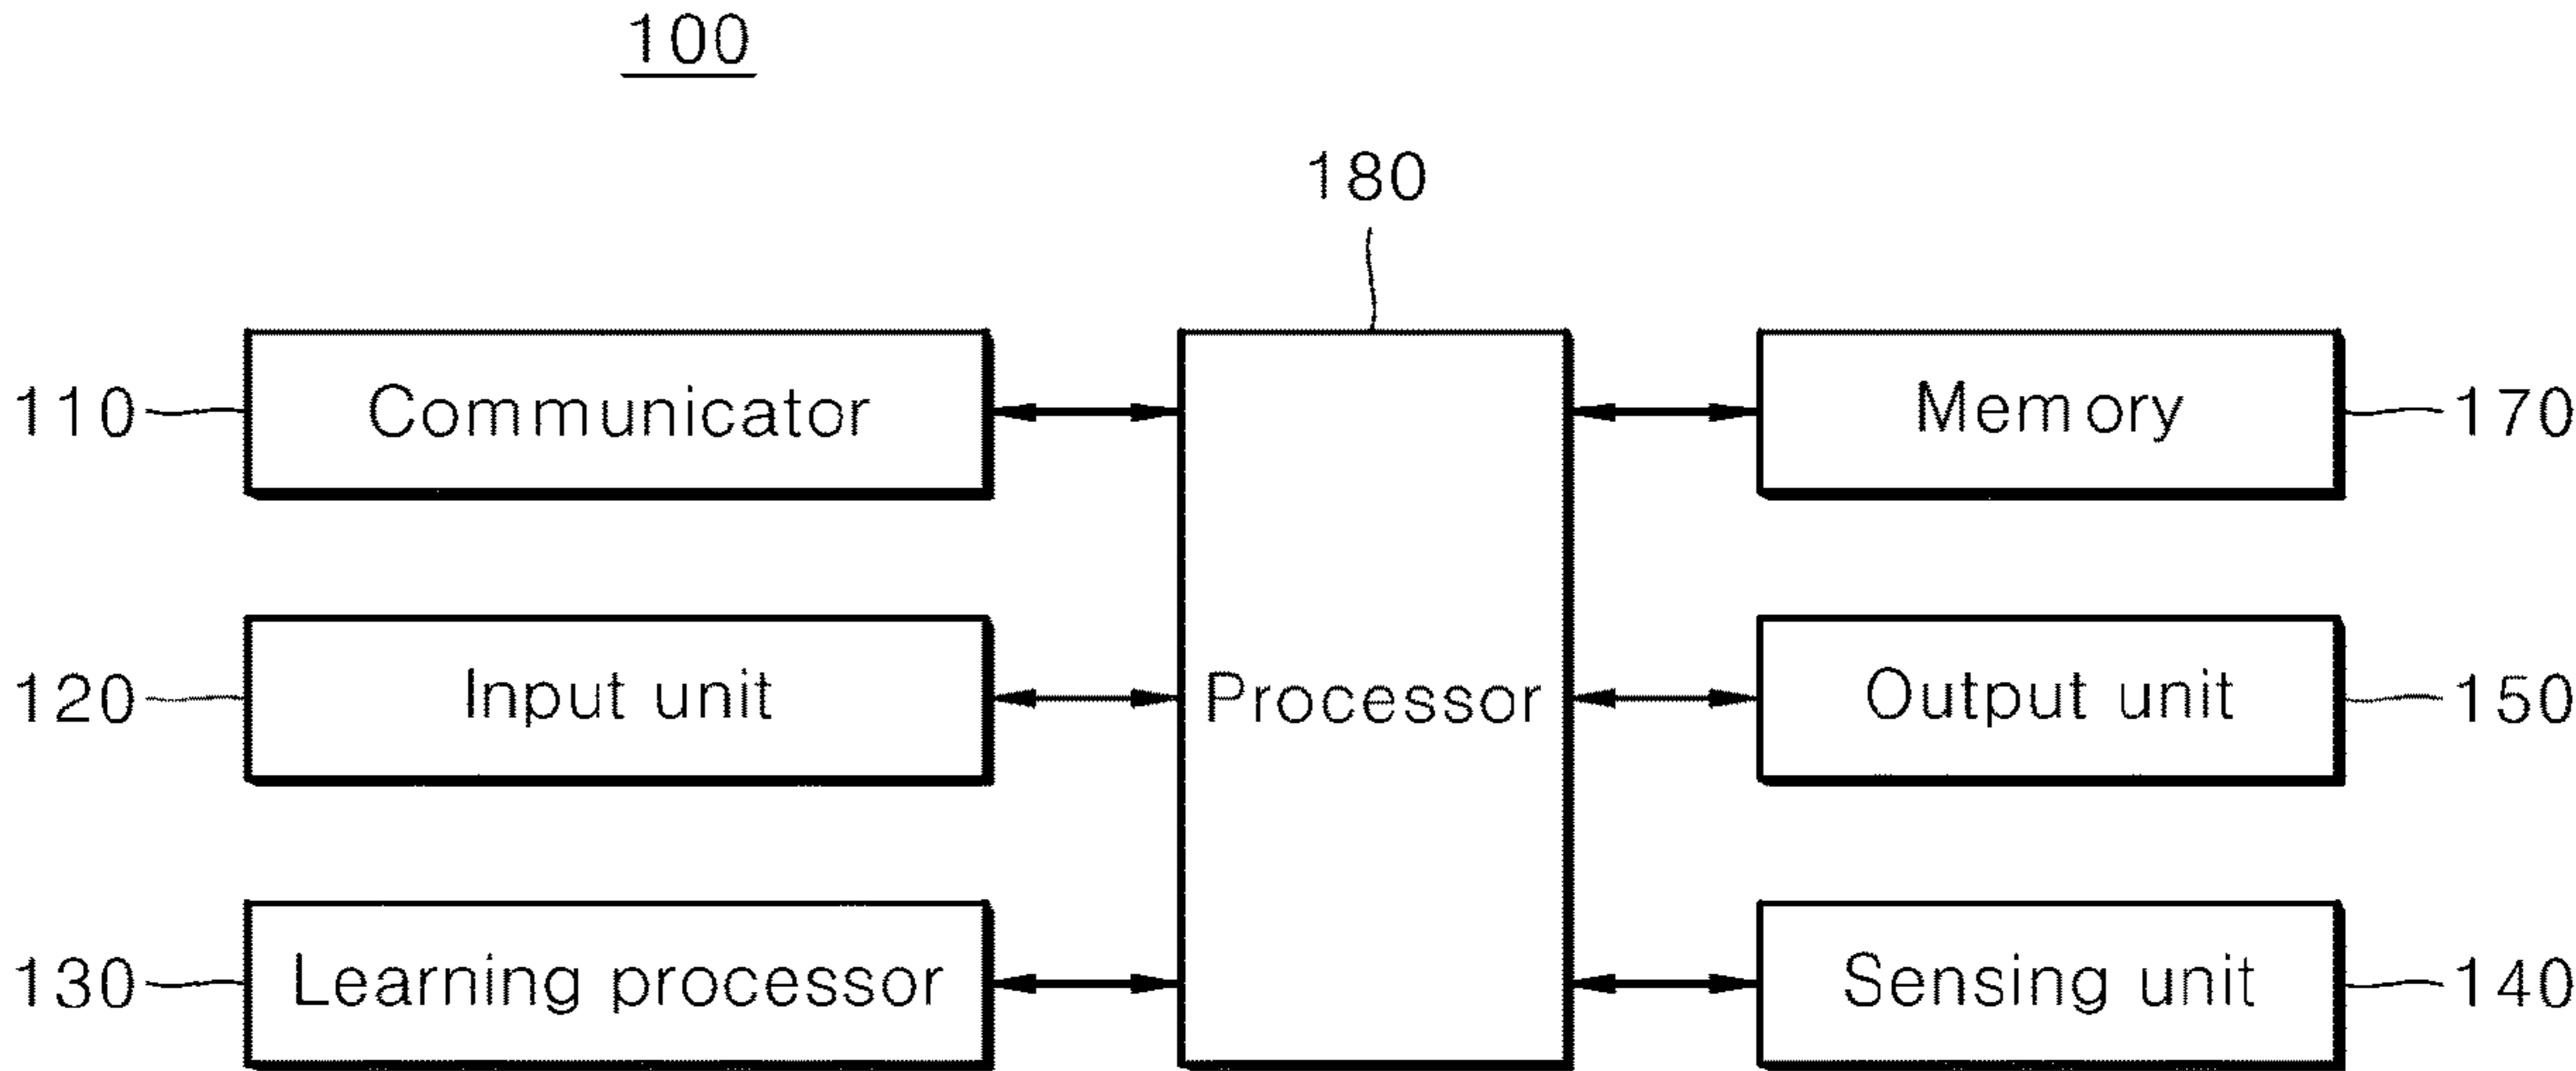 100
180
110 Communicator Memory 170
120 Input unit Processor Output unit 150
130 Learning processor Sensing unit 140